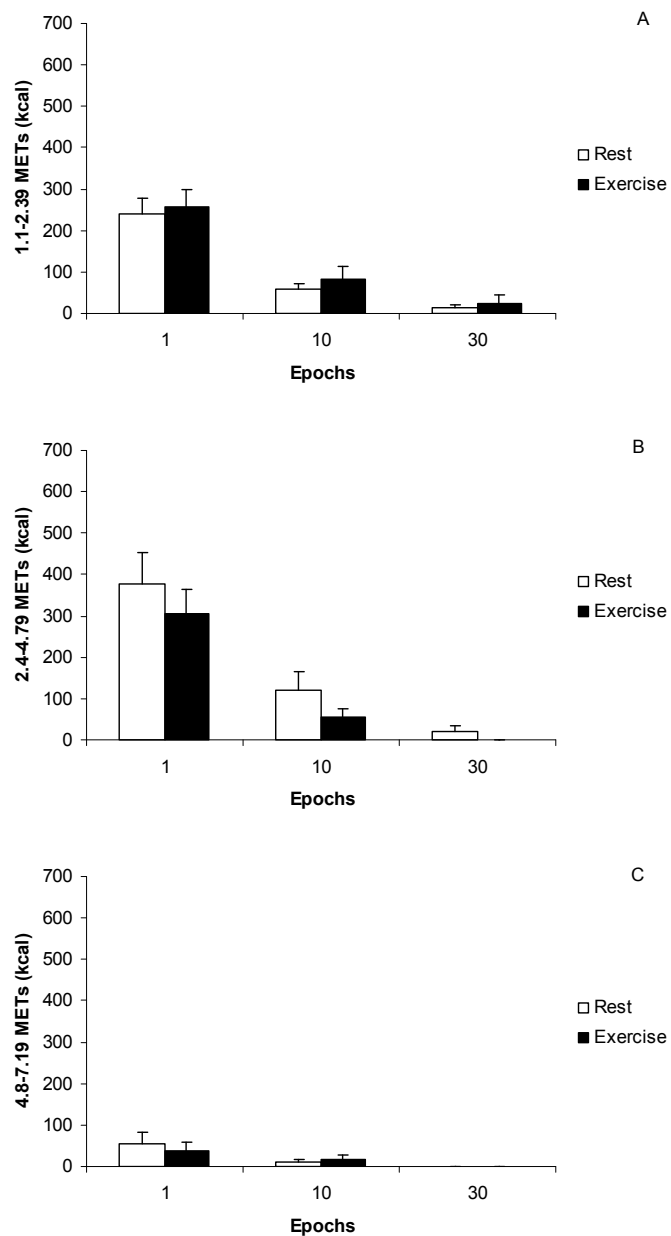 A
700
600
500
400
300
200
100
0
1.1-2.39 METs (kcal)
Rest
Exercise
1 10 30
Epochs
B
700
600
500
400
300
200
100
0
2.4-4.79 METs (kcal)
Rest
Exercise
1 10 30
Epochs
C
700
600
500
400
300
200
100
0
4.8-7.19 METs (kcal)
Rest
Exercise
1 10 30
Epochs